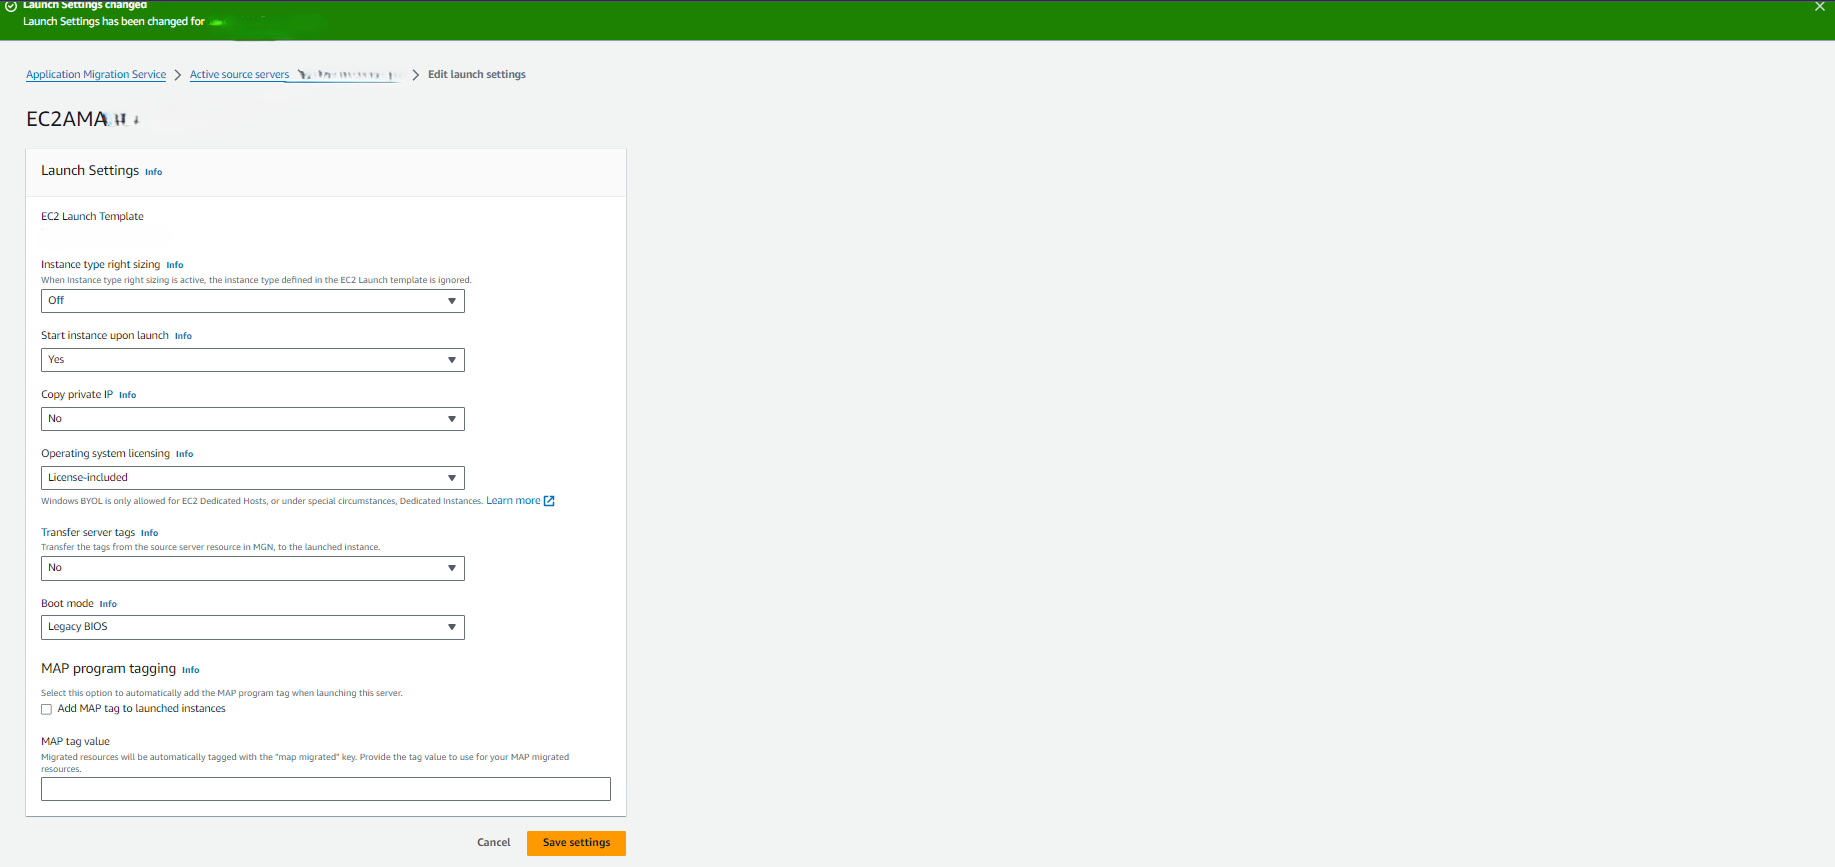 Launch Settings changed
Launch Settings has been changed for
Application Migration Service
Active source servers
Edit launch settings
EC2AMA
Launch Settings Info
EC2 Launch Template
Instance type right sizing Info
When Instance type right sizing is active, the instance type defined in the EC2 Launch template is ignored.
Off
Start instance upon launch Info
Yes
Copy private IP Info
No
Operating system licensing Info
License-included
Windows BYOL is only allowed for EC2 Dedicated Hosts, or under special circumstances, Dedicated Instances. Learn more
Transfer server tags Info
Transfer the tags from the source server resource in MGN, to the launched instance.
No
Boot mode Info
Legacy BIOS
MAP program tagging Info
Select this option to automatically add the MAP program tag when launching this server.
Add MAP tag to launched instances
MAP tag value
Migrated resources will be automatically tagged with the "map migrated" key. Provide the tag value to use for your MAP migrated
resources.
Cancel
Save settings